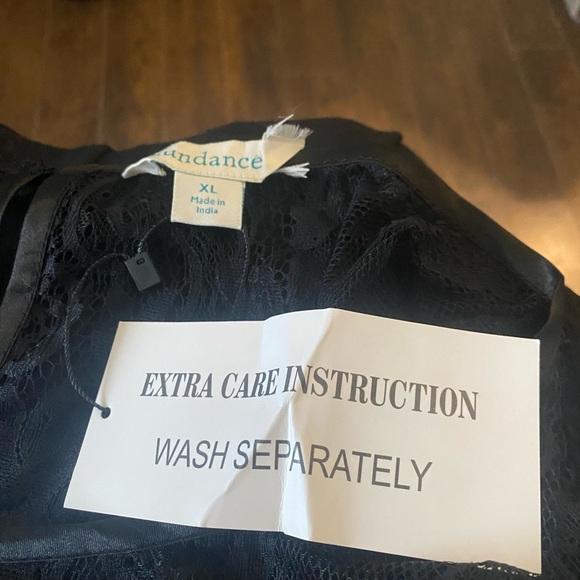 undance
XL
Made in
India
EXTRA CARE INSTRUCTION
WASH SEPARATELY